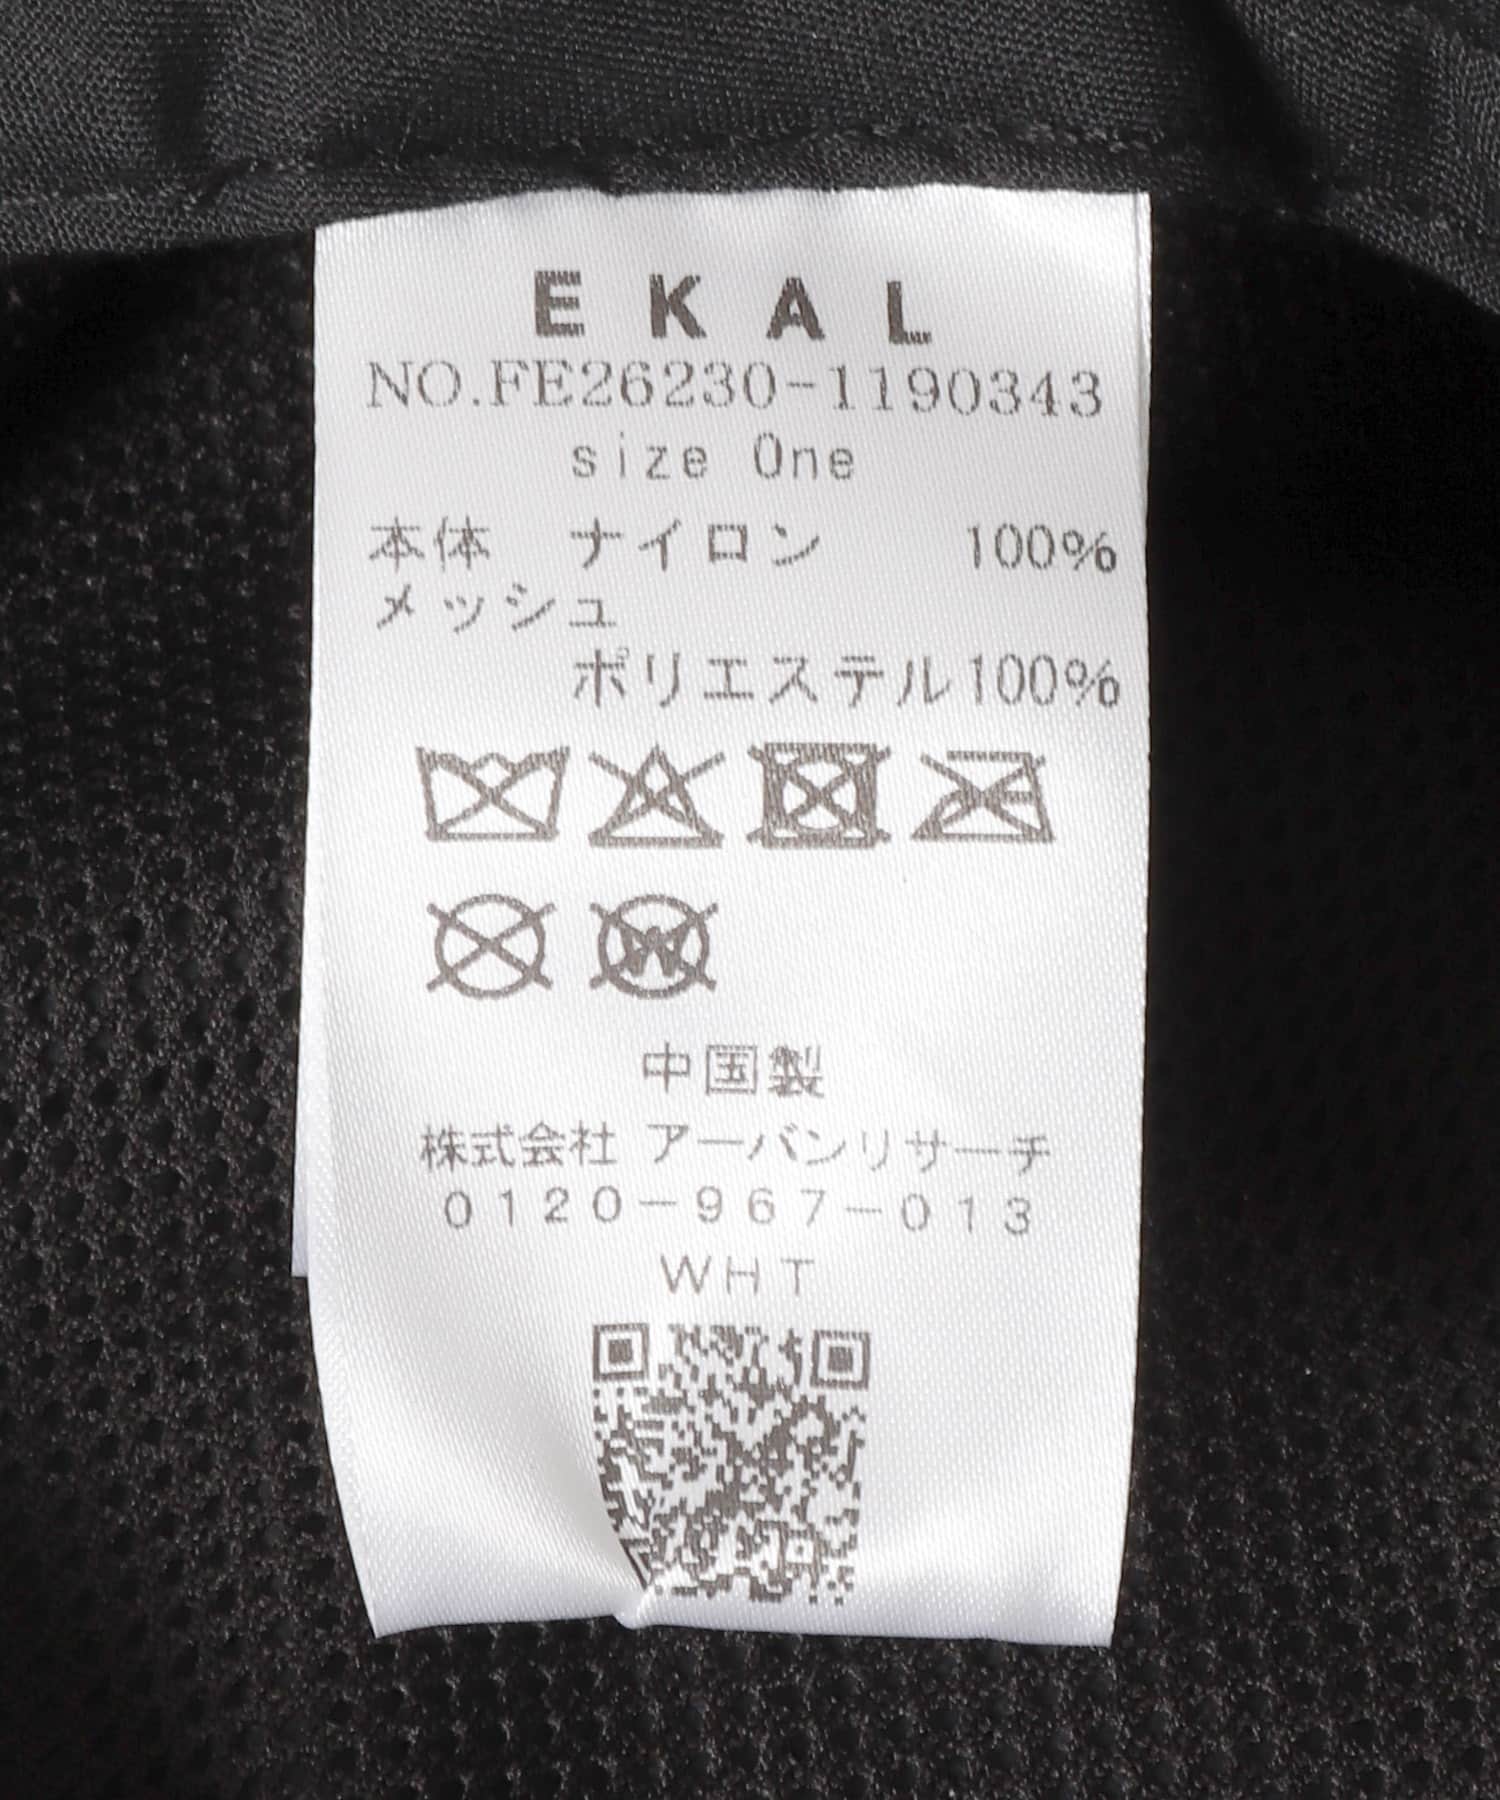 EKAL
NO.FE26230-1190343
size One
本体 ナイロン 100%
メッシュ
ポリエステル100%
W
中国製
株式会社 アーバンリサーチ
0120-967-013
WHT